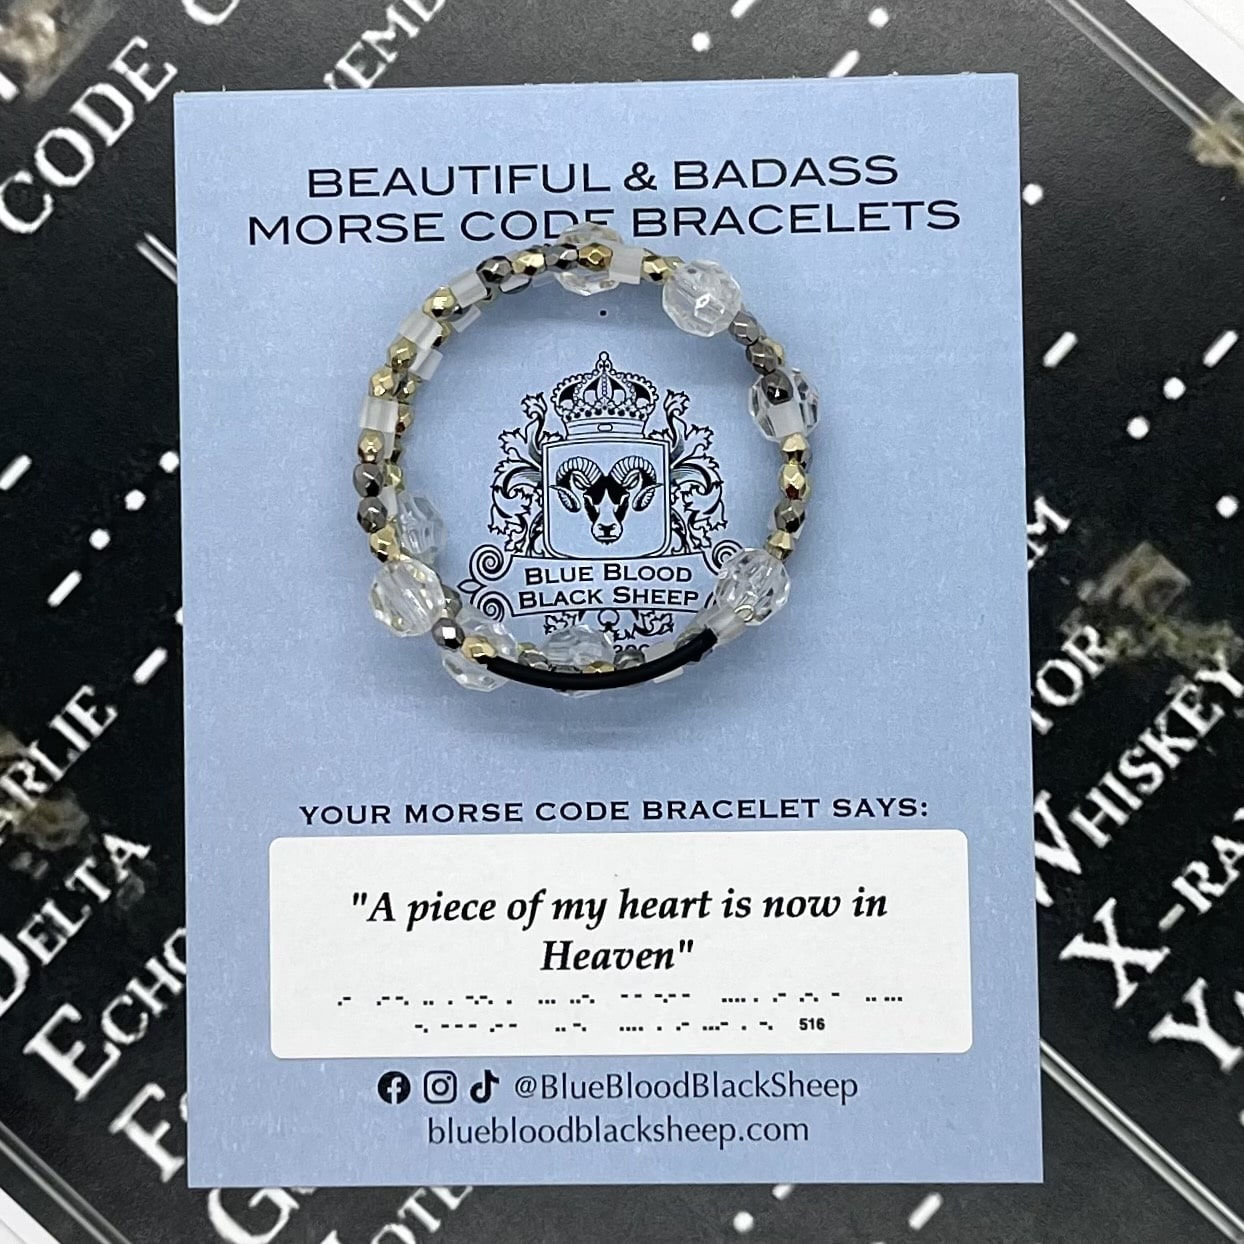 CODE
BEAUTIFUL & BADASS
MORSE CODE BRACELETS
BLUE BLOOD
BLACK SHEEP
YOUR MORSE CODE BRACELET SAYS:
"A piece of my heart is now in
Heaven"
.- .--. .. . -.-. . ... ..-. -- -.-- .... . .- .-. - .. ...
-. --- .-- .. -. .... . .- ...- . -. 516
@BlueBloodBlackSheep
bluebloodblacksheep.com
DELTA
ECHO
WHISKEY